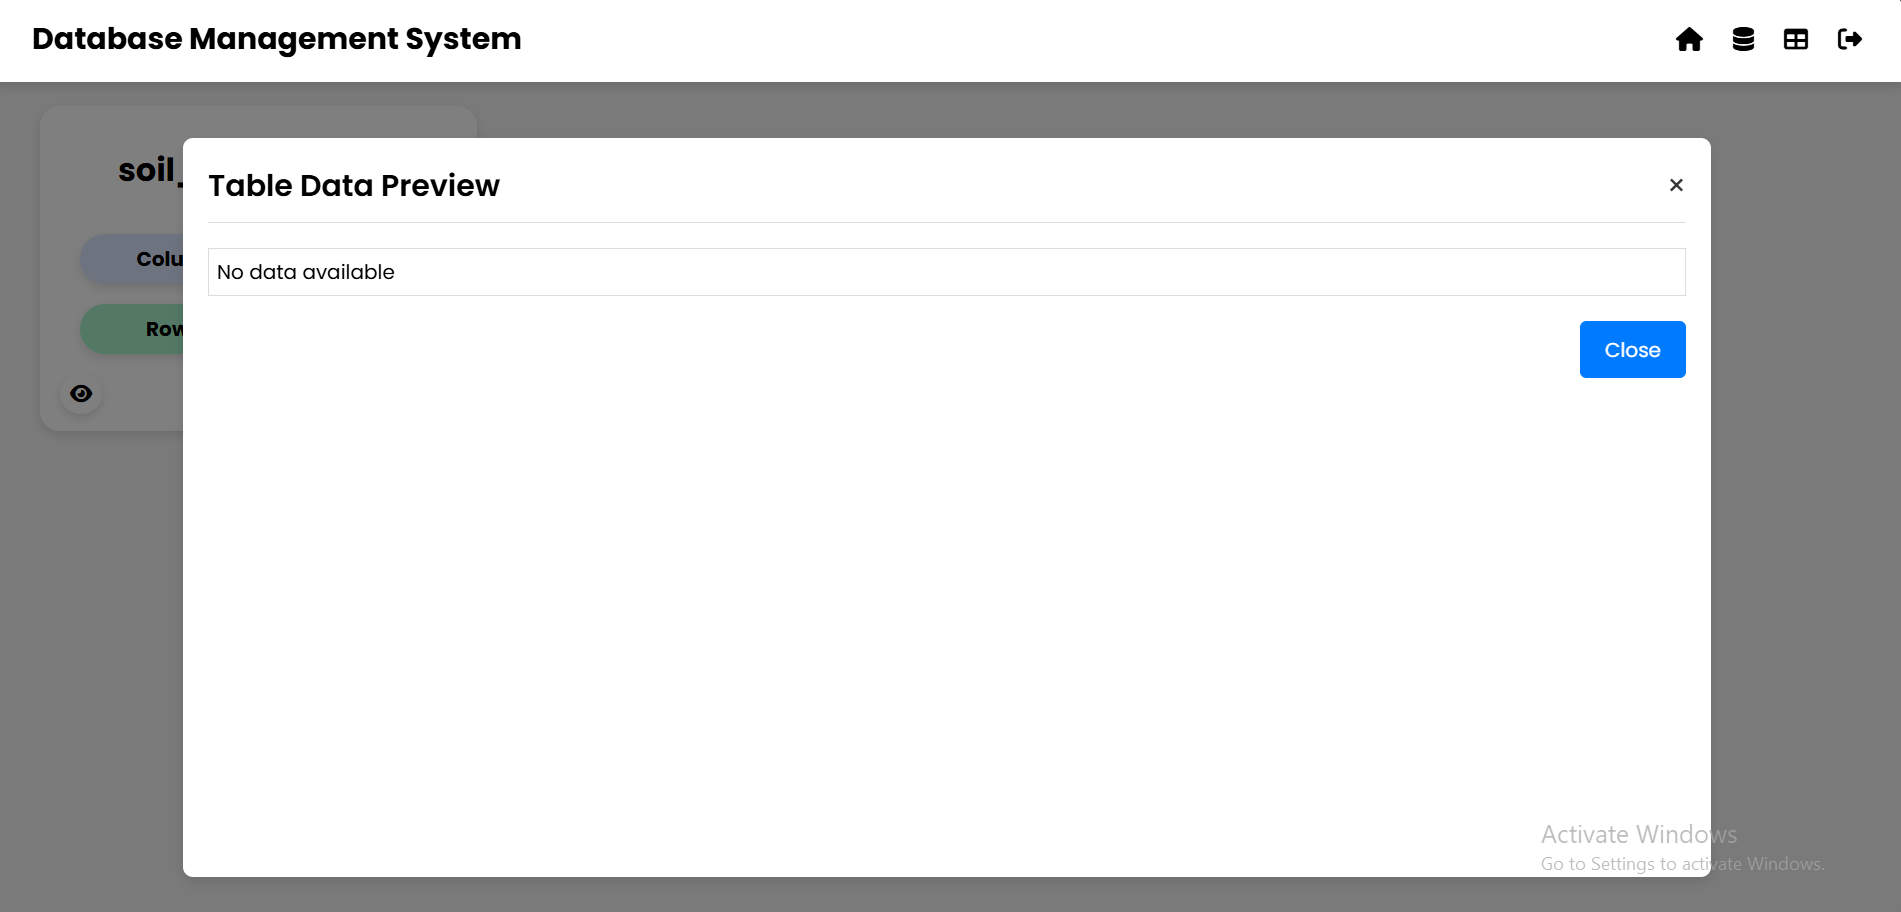 Database Management System
soil_
Table Data Preview
×
Colu
No data available
Row
Close
Activate Windows
Go to Settings to activate Windows.